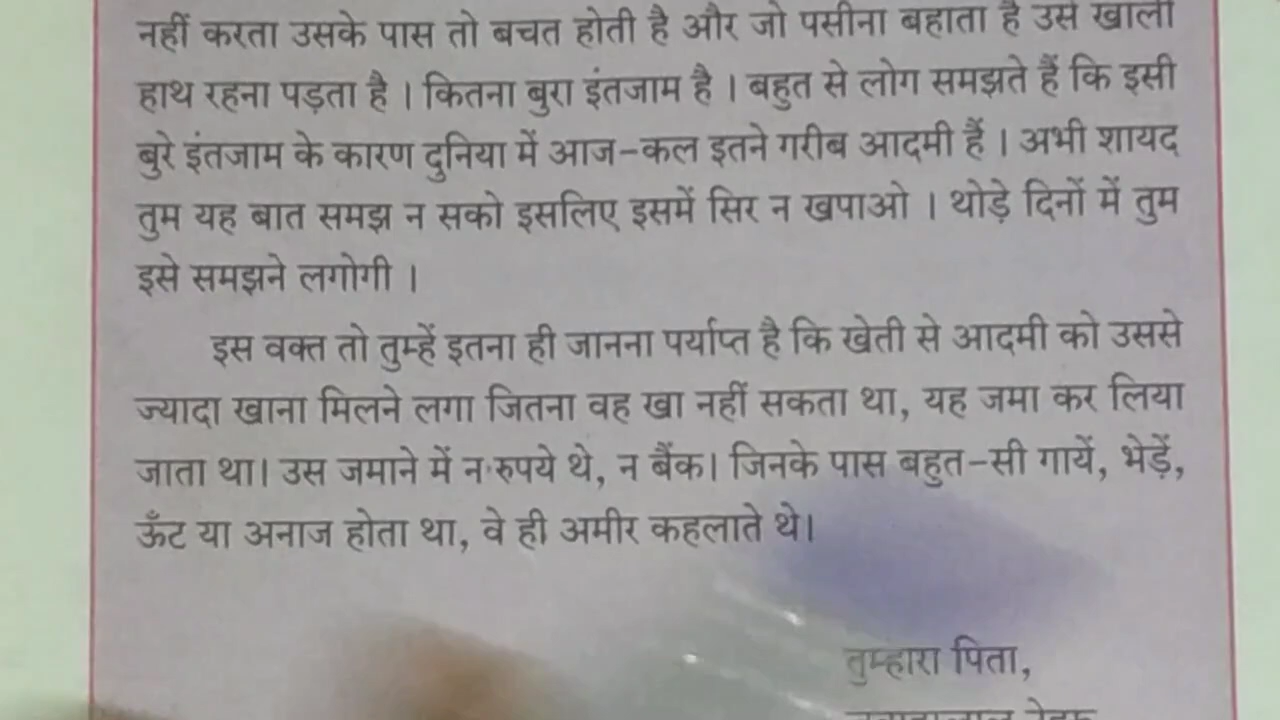 नहीं करता उसके पास तो बचत होती है और जो पसीना बहाता है उसे खाली
हाथ रहना पड़ता है । कितना बुरा इंतजाम है । बहुत से लोग समझते हैं कि इसी
बुरे इंतजाम के कारण दुनिया में आज-कल इतने गरीब आदमी हैं । अभी शायद
तुम यह बात समझ न सको इसलिए इसमें सिर न खपाओ । थोड़े दिनों में तुम
इसे समझने लगोगी ।
इस वक्त तो तुम्हें इतना ही जानना पर्याप्त है कि खेती से आदमी को उससे
ज्यादा खाना मिलने लगा जितना वह खा नहीं सकता था, यह जमा कर लिया
जाता था। उस जमाने में न रुपये थे, न बैंक। जिनके पास बहुत-सी गायें, भेड़ें,
ऊँट या अनाज होता था, वे ही अमीर कहलाते थे।
तुम्हारा पिता,